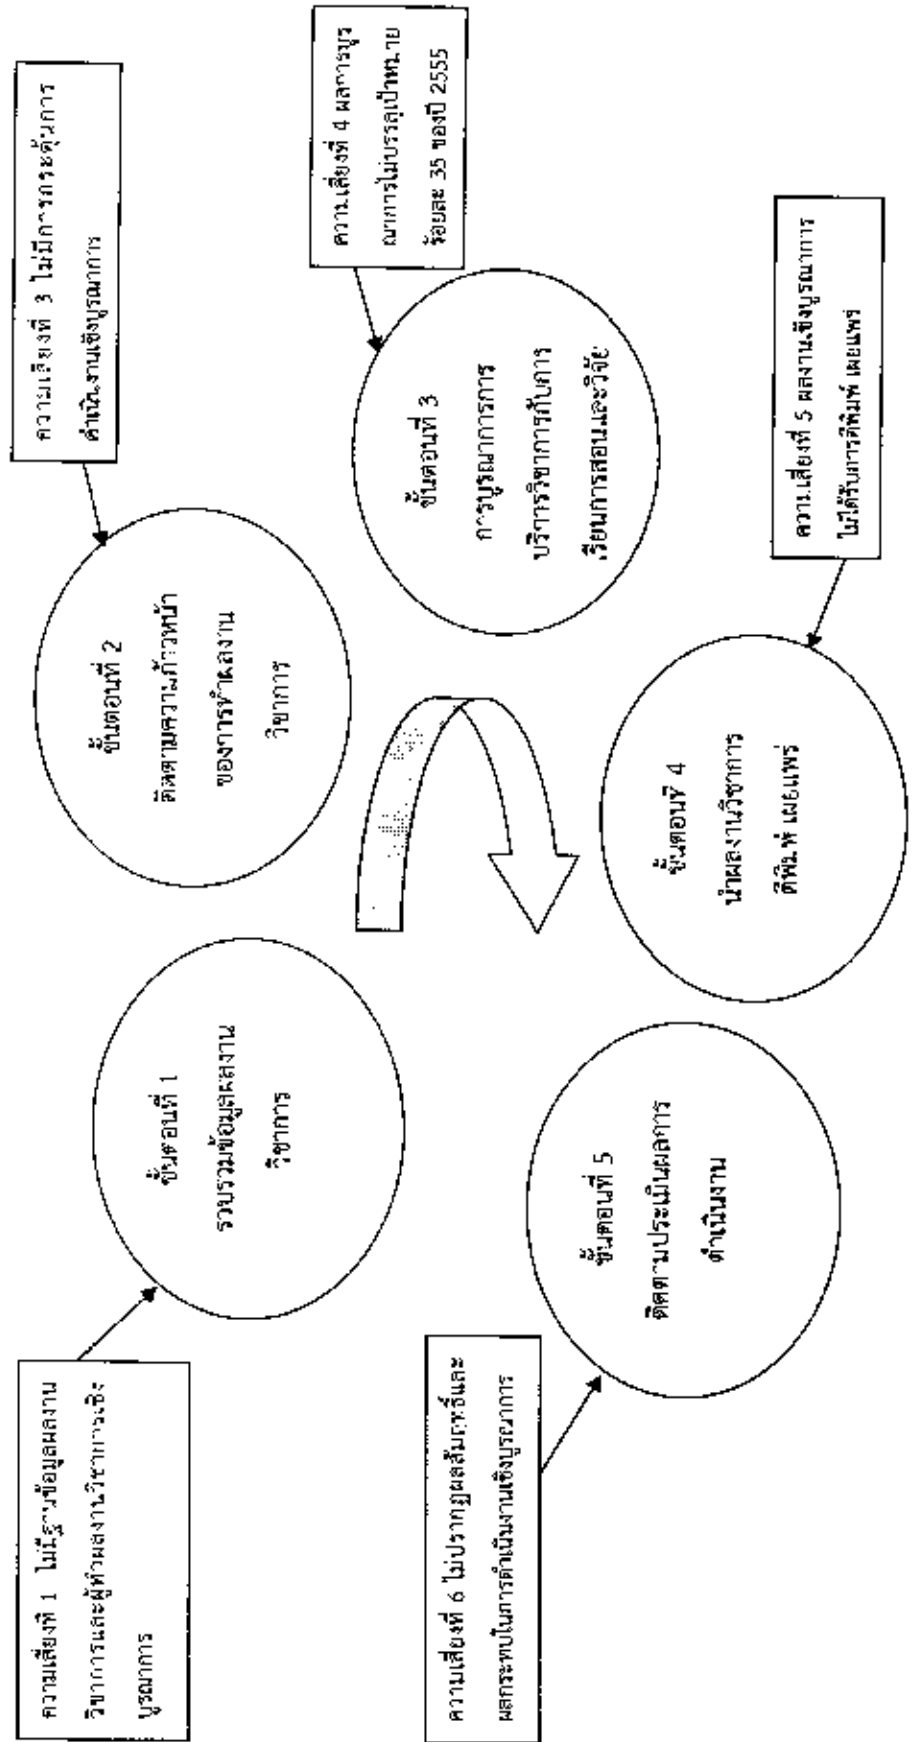 ความเสี่ยงที่ 1 ไม่มีฐานข้อมูลผลงาน
วิชาการและผู้ทำผลงานวิชาการเชิง
บูรณาการ
ขั้นตอนที่ 1
รวบรวมข้อมูลผลงาน
วิชาการ
ความเสี่ยงที่ 3 ไม่มีการกระตุ้นการ
ดำเนินงานเชิงบูรณาการ
ขั้นตอนที่ 2
ติดตามความก้าวหน้า
ของการทำผลงาน
วิชาการ
ความเสี่ยงที่ 4 ผลการบูร
ณาการไม่บรรลุเป้าหมาย
ร้อยละ 35 ของปี 2555
ขั้นตอนที่ 3
การบูรณาการการ
บริการวิชาการกับการ
เรียนการสอนและวิจัย
ความเสี่ยงที่ 5 ผลงานเชิงบูรณาการ
ไม่ได้รับการตีพิมพ์ เผยแพร่
ขั้นตอนที่ 4
นำผลงานวิชาการ
ตีพิมพ์ เผยแพร่
ความเสี่ยงที่ 6 ไม่ปรากฏผลสัมฤทธิ์และ
ผลกระทบในการดำเนินงานเชิงบูรณาการ
ขั้นตอนที่ 5
ติดตามประเมินผลการ
ดำเนินงาน